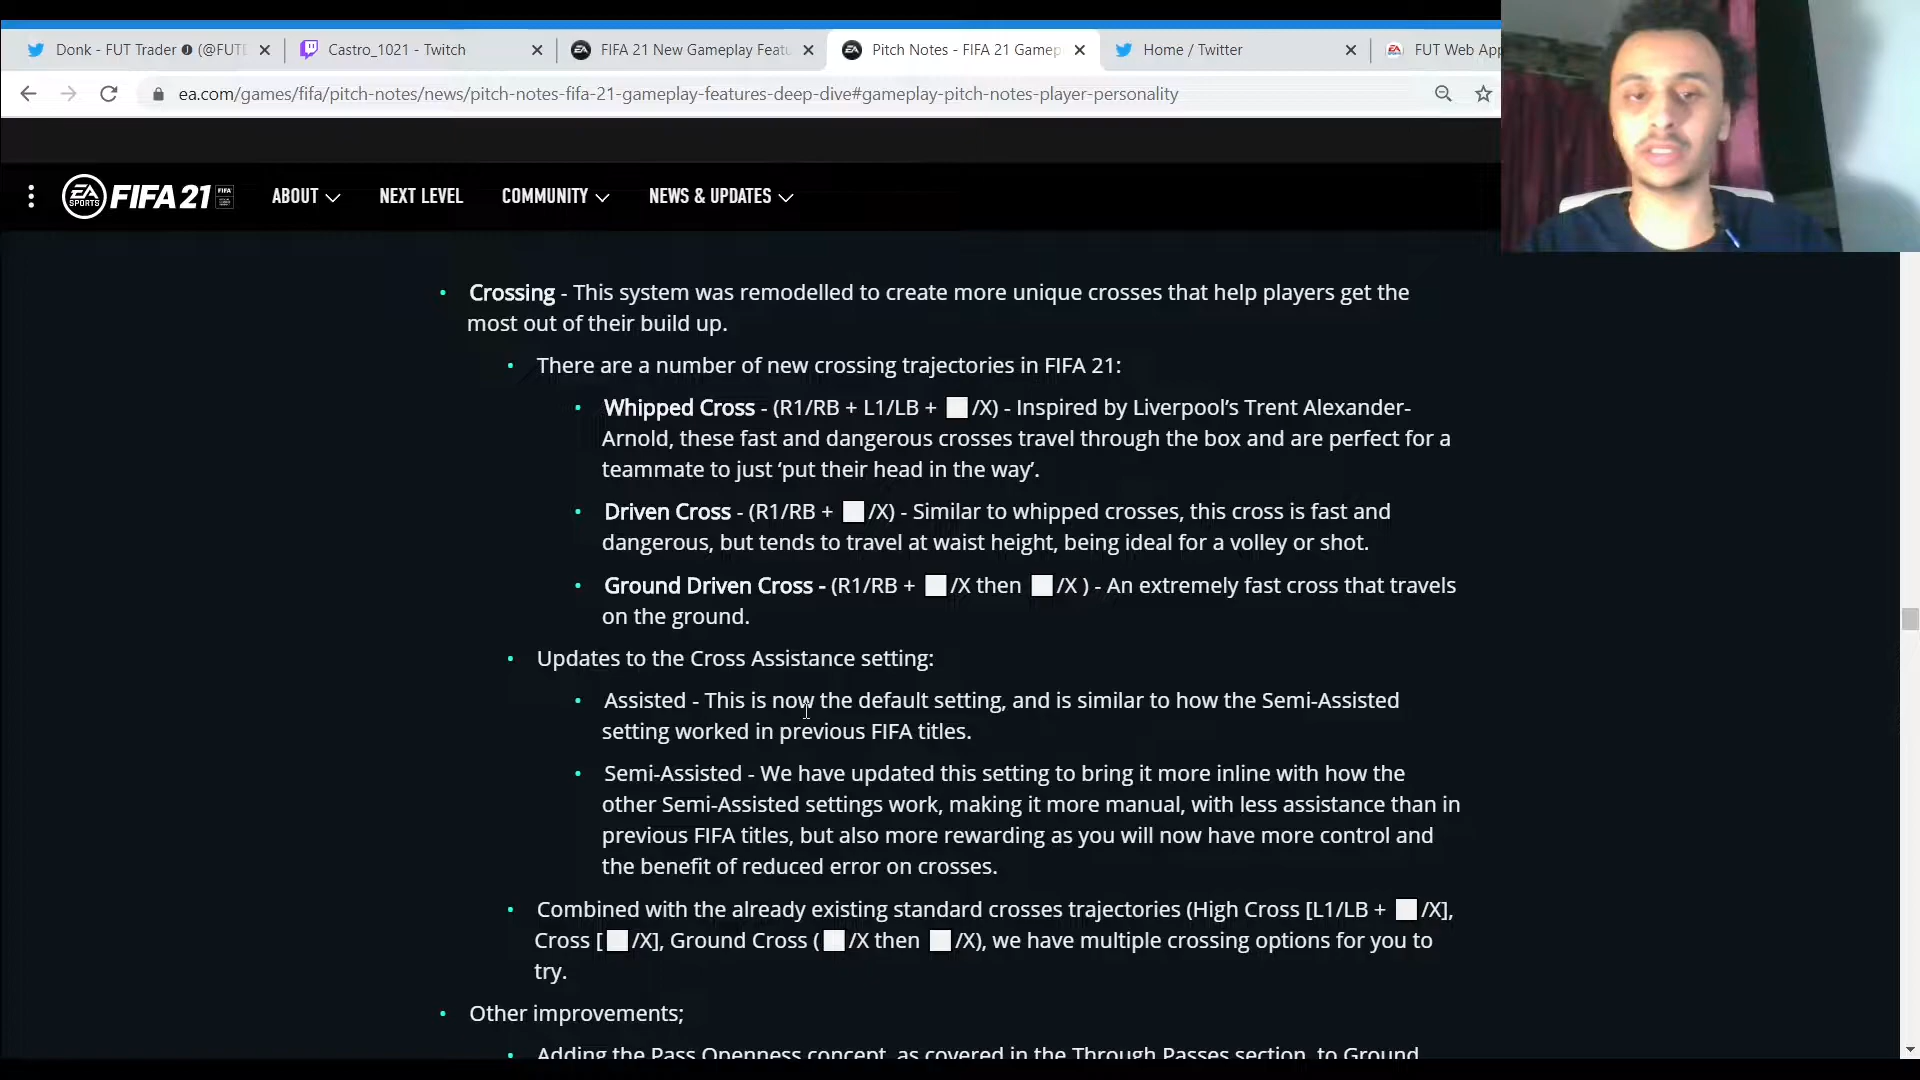 Donk - FUT Trader (@FUT
Castro_1021 - Twitch
FIFA 21 New Gameplay Featu
Pitch Notes - FIFA 21 Gamep
Home / Twitter
FUT Web App
ea.com/games/fifa/pitch-notes/news/pitch-notes-fifa-21-gameplay-features-deep-dive#gameplay-pitch-notes-player-personality
EA SPORTS FIFA 21
ABOUT
NEXT LEVEL
COMMUNITY
NEWS & UPDATES
• Crossing - This system was remodelled to create more unique crosses that help players get the
most out of their build up.
• There are a number of new crossing trajectories in FIFA 21:
• Whipped Cross - (R1/RB + L1/LB + ⬜/X) - Inspired by Liverpool's Trent Alexander-
Arnold, these fast and dangerous crosses travel through the box and are perfect for a
teammate to just 'put their head in the way'.
• Driven Cross - (R1/RB + ⬜/X) - Similar to whipped crosses, this cross is fast and
dangerous, but tends to travel at waist height, being ideal for a volley or shot.
• Ground Driven Cross - (R1/RB + ⬜/X then ⬜/X ) - An extremely fast cross that travels
on the ground.
• Updates to the Cross Assistance setting:
• Assisted - This is now the default setting, and is similar to how the Semi-Assisted
setting worked in previous FIFA titles.
• Semi-Assisted - We have updated this setting to bring it more inline with how the
other Semi-Assisted settings work, making it more manual, with less assistance than in
previous FIFA titles, but also more rewarding as you will now have more control and
the benefit of reduced error on crosses.
• Combined with the already existing standard crosses trajectories (High Cross [L1/LB + ⬜/X],
Cross [⬜/X], Ground Cross (⬜/X then ⬜/X), we have multiple crossing options for you to
try.
• Other improvements;
• Adding the Pass Openness concept, as covered in the Through Passes section, to Ground